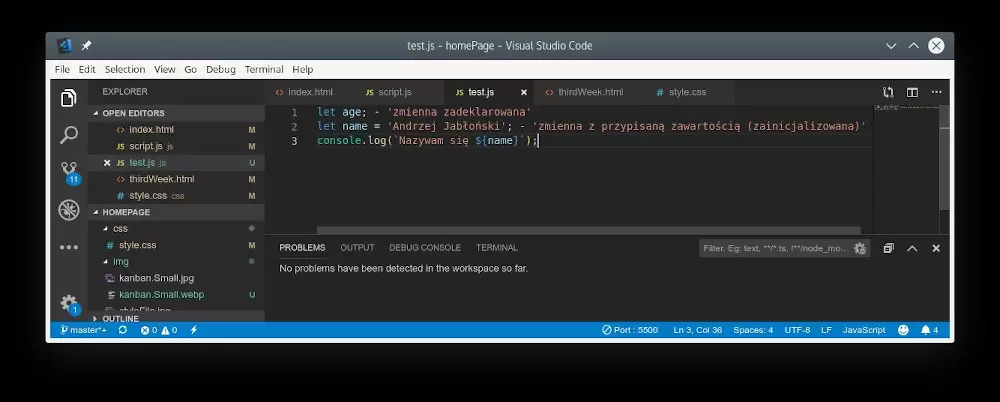 test.js - homePage - Visual Studio Code
File Edit Selection View Go Debug Terminal Help
EXPLORER
OPEN EDITORS
index.html M
script.js js M
test.js js U
thirdWeek.html M
style.css css M
HOMEPAGE
css
style.css M
img
kanban.Small.jpg
kanban.Small.webp U
OUTLINE
index.html script.js test.js thirdWeek.html style.css
1 let age; - 'zmienna zadeklarowana'
2 let name = 'Andrzej Jabłoński'; - 'zmienna z przypisaną zawartością (zainicjalizowana)'
3 console.log(`Nazywam się ${name}`);
PROBLEMS OUTPUT DEBUG CONSOLE TERMINAL
Filter. Eg: text, **/*.ts, !**/node_mo...
No problems have been detected in the workspace so far.
11
1
master*+ 0 0 Port : 5500 Ln 3, Col 36 Spaces: 4 UTF-8 LF JavaScript 4